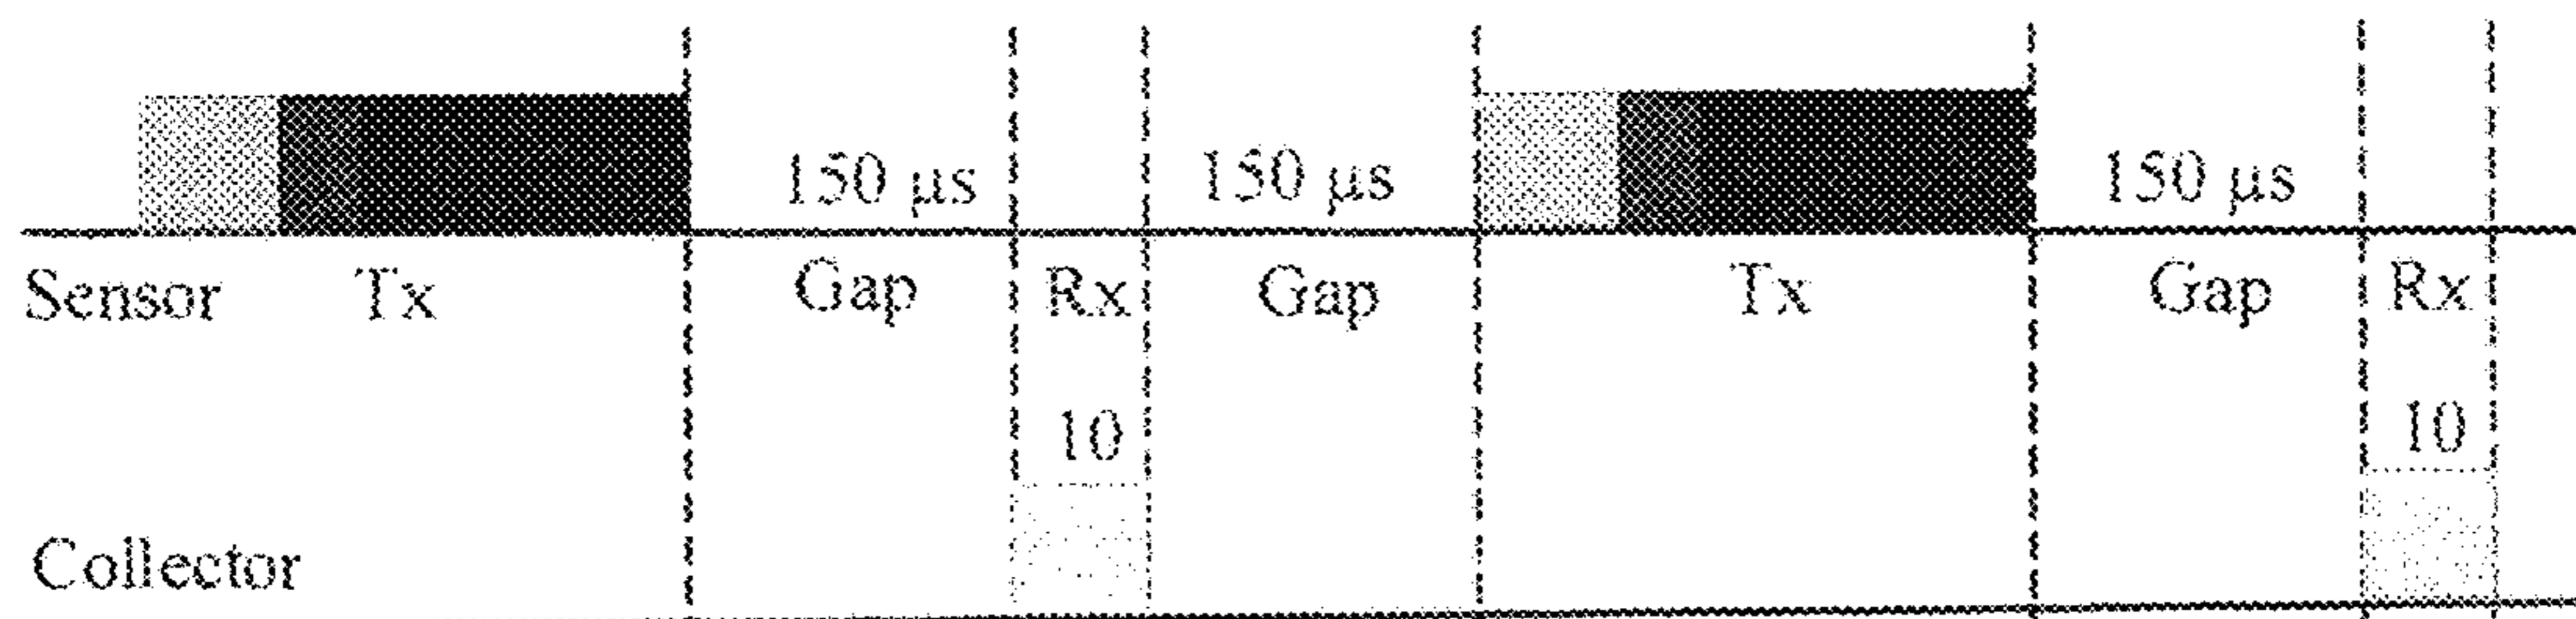 150 µs 150 µs 150 µs
Sensor Tx Gap Rx Gap Tx Gap Rx
10 10
Collector